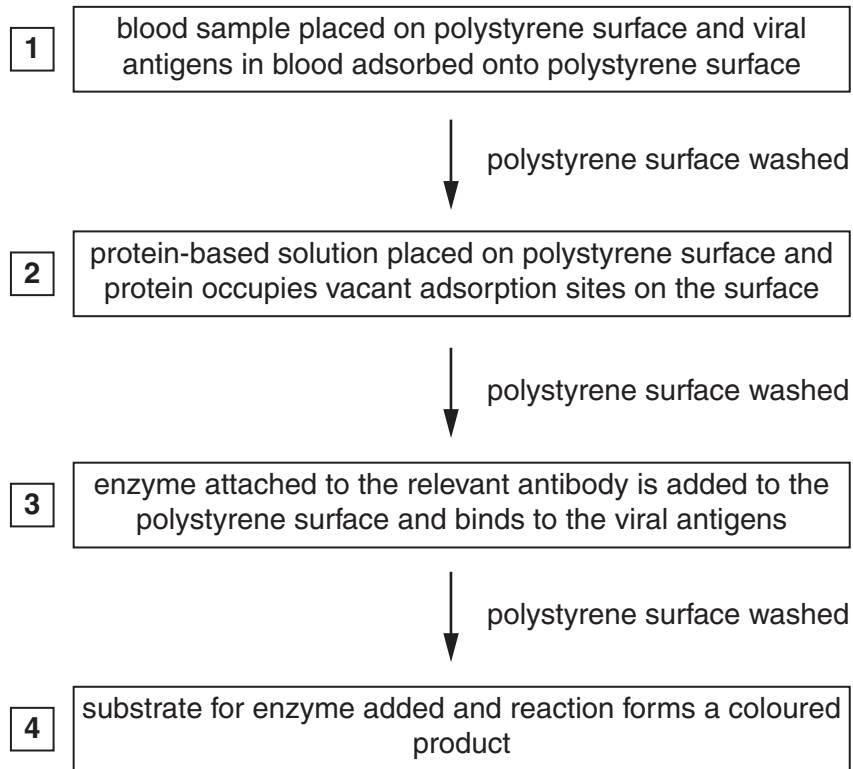 1
blood sample placed on polystyrene surface and viral
antigens in blood adsorbed onto polystyrene surface
polystyrene surface washed
2
protein-based solution placed on polystyrene surface and
protein occupies vacant adsorption sites on the surface
polystyrene surface washed
3
enzyme attached to the relevant antibody is added to the
polystyrene surface and binds to the viral antigens
polystyrene surface washed
4
substrate for enzyme added and reaction forms a coloured
product